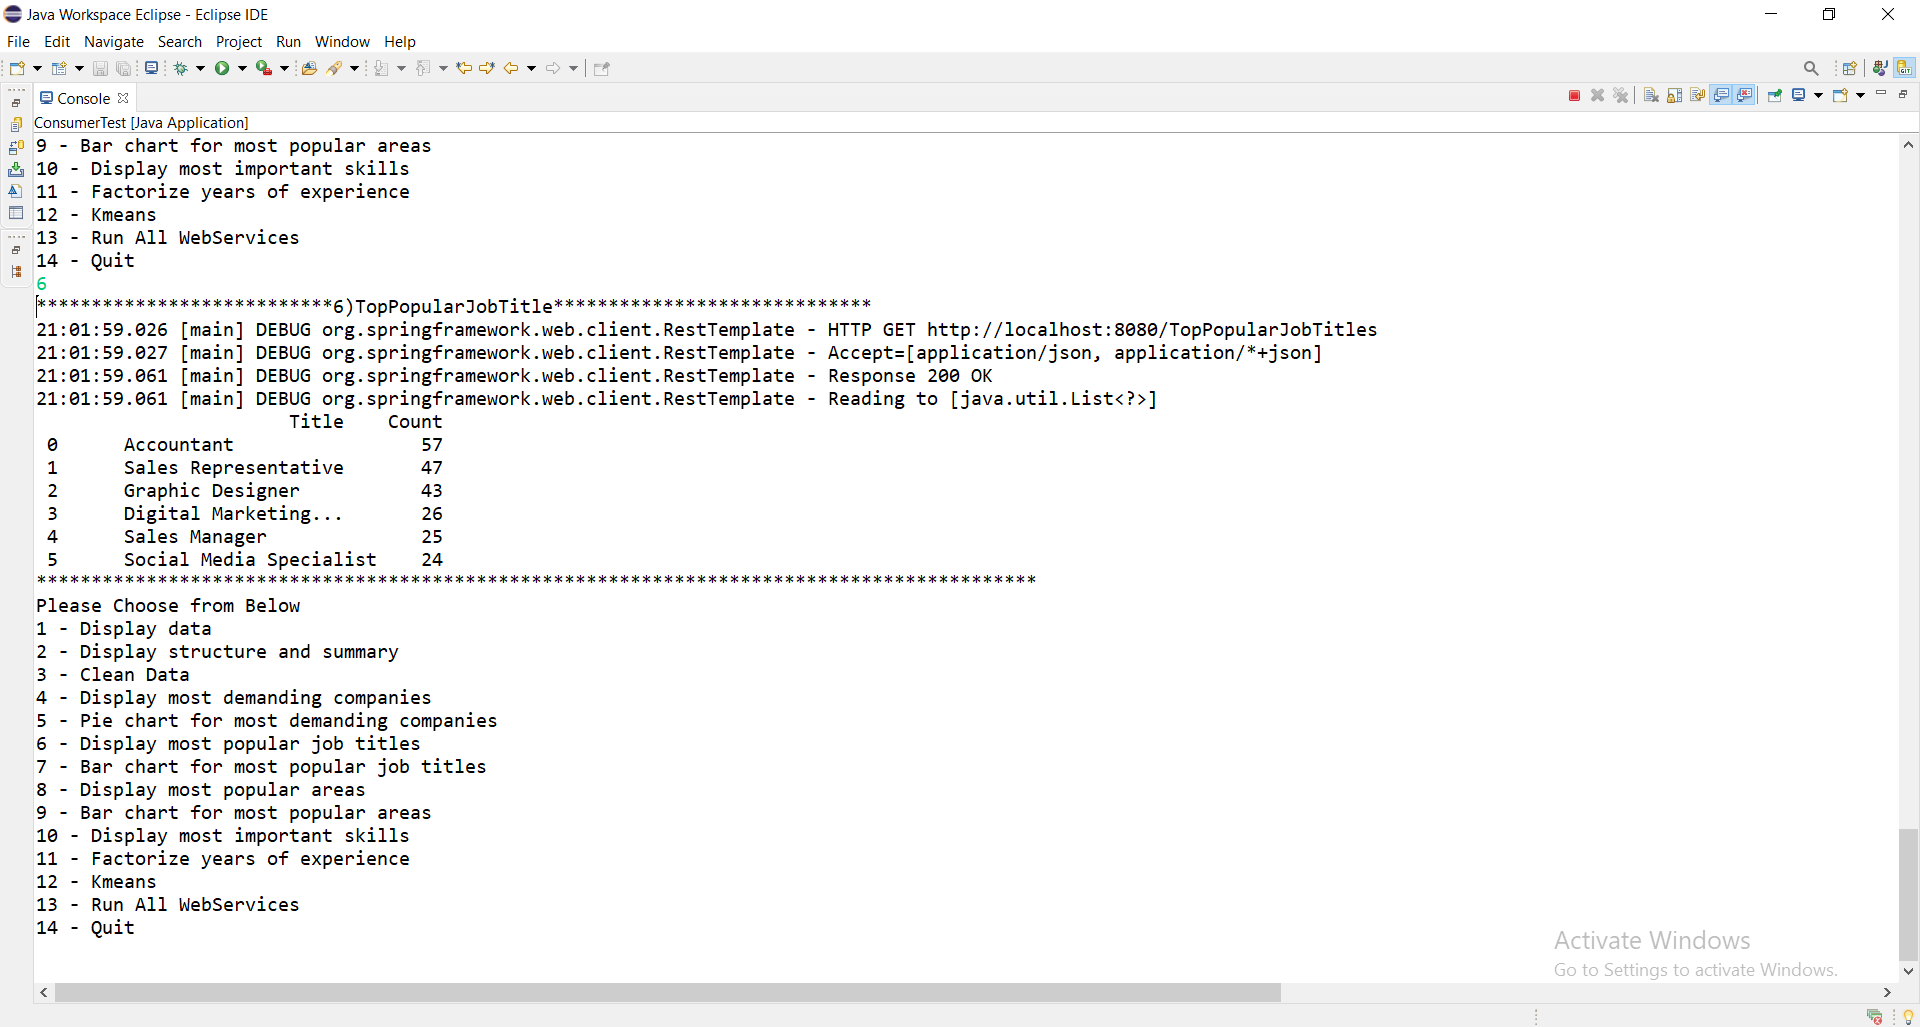 Java Workspace Eclipse - Eclipse IDE
File Edit Navigate Search Project Run Window Help
Console
ConsumerTest [Java Application]
9 - Bar chart for most popular areas
10 - Display most important skills
11 - Factorize years of experience
12 - Kmeans
13 - Run All WebServices
14 - Quit
6
***************************6)TopPopularJobTitle*****************************
21:01:59.026 [main] DEBUG org.springframework.web.client.RestTemplate - HTTP GET http://localhost:8080/TopPopularJobTitles
21:01:59.027 [main] DEBUG org.springframework.web.client.RestTemplate - Accept=[application/json, application/*+json]
21:01:59.061 [main] DEBUG org.springframework.web.client.RestTemplate - Response 200 OK
21:01:59.061 [main] DEBUG org.springframework.web.client.RestTemplate - Reading to [java.util.List<?>]
Title Count
0 Accountant 57
1 Sales Representative 47
2 Graphic Designer 43
3 Digital Marketing... 26
4 Sales Manager 25
5 Social Media Specialist 24
*******************************************************************************************
Please Choose from Below
1 - Display data
2 - Display structure and summary
3 - Clean Data
4 - Display most demanding companies
5 - Pie chart for most demanding companies
6 - Display most popular job titles
7 - Bar chart for most popular job titles
8 - Display most popular areas
9 - Bar chart for most popular areas
10 - Display most important skills
11 - Factorize years of experience
12 - Kmeans
13 - Run All WebServices
14 - Quit
Activate Windows
Go to Settings to activate Windows.